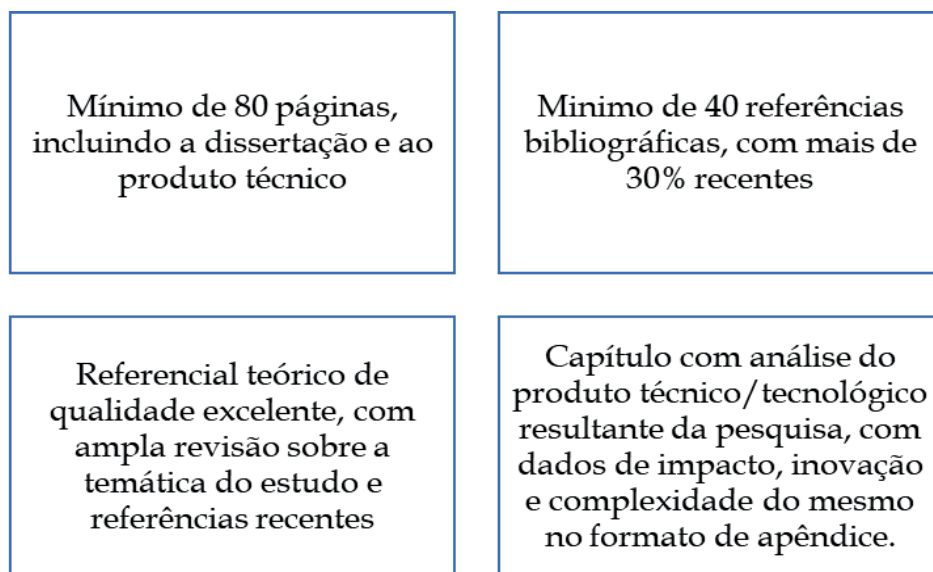 Mínimo de 80 páginas,
incluindo a dissertação e ao
produto técnico
Minimo de 40 referências
bibliográficas, com mais de
30% recentes
Referencial teórico de
qualidade excelente, com
ampla revisão sobre a
temática do estudo e
referências recentes
Capítulo com análise do
produto técnico/tecnológico
resultante da pesquisa, com
dados de impacto, inovação
e complexidade do mesmo
no formato de apêndice.